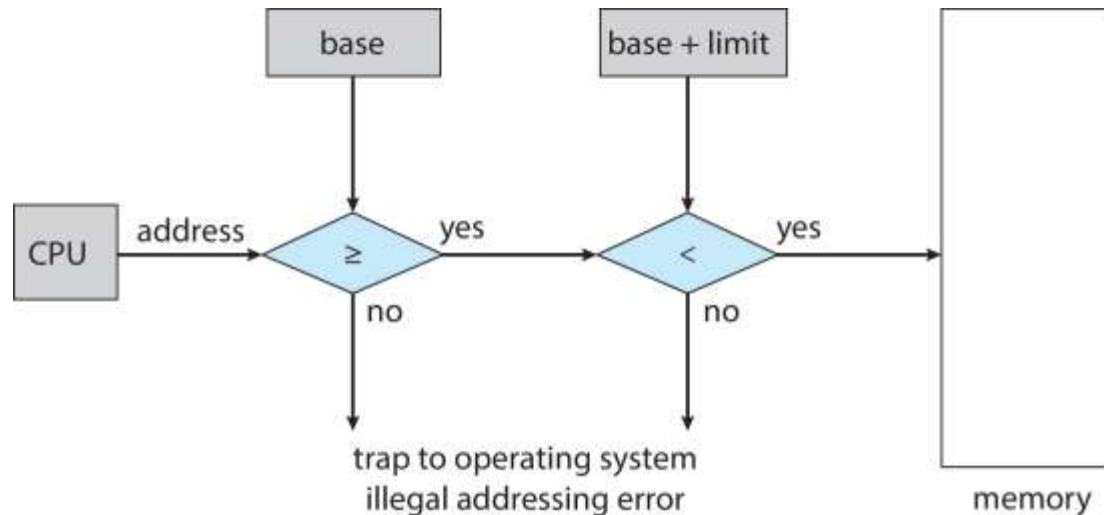 base
base + limit
CPU
address
≥
yes
<
yes
no
no
trap to operating system
illegal addressing error
memory